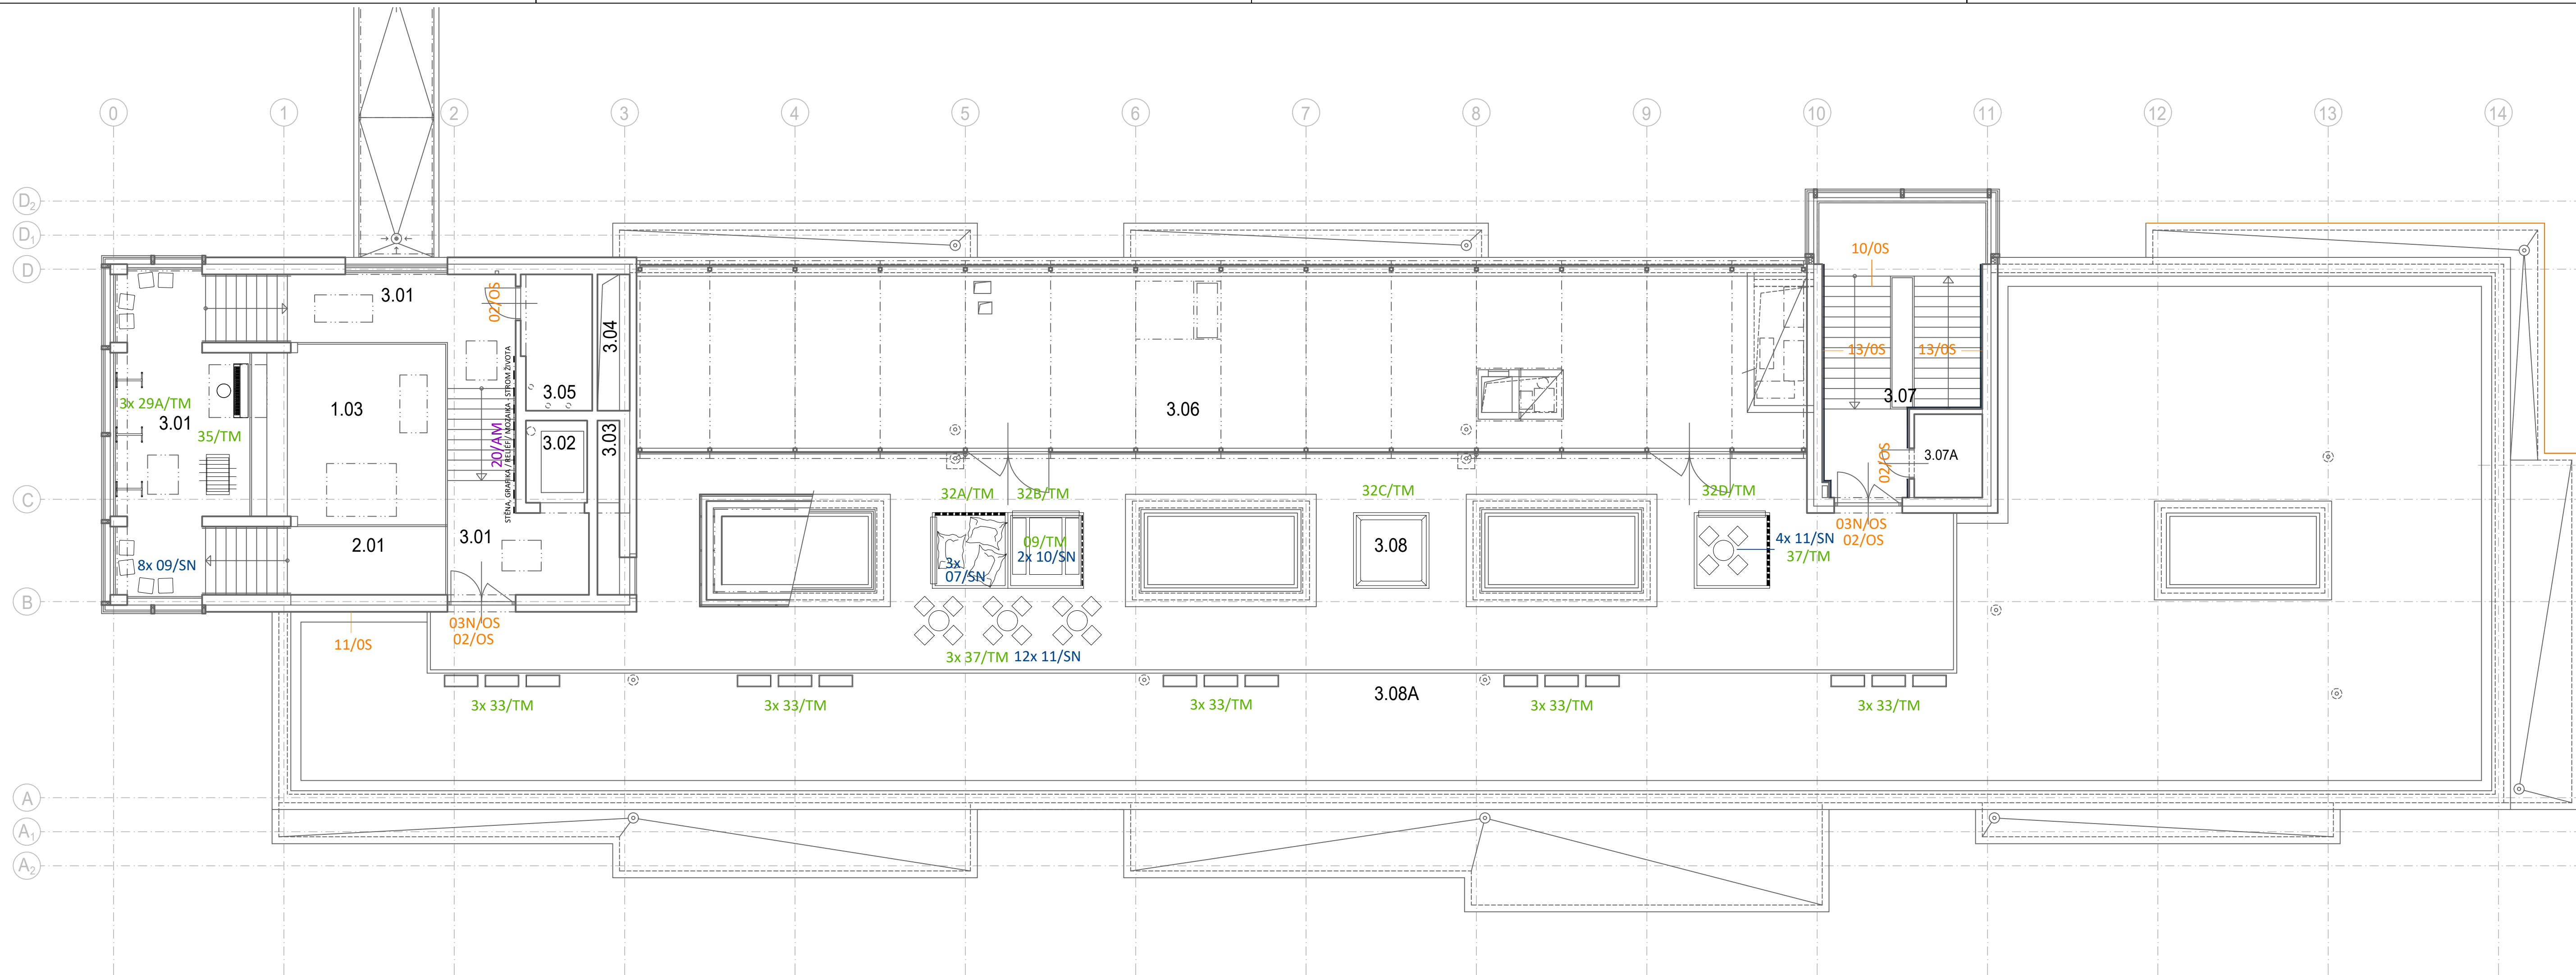 0 1 2 3 4 5 6 7 8 9 10 11 12 13 14
D2
D1
D
C
B
A
A1
A2
10/0S
3.01
02/OS
3.04
13/0S 13/0S
3.05
3.07
3x 29A/TM
1.03
3.06
3.01
35/TM
20/AM
STĚNA, GRAFIKA / RELIÉF / MOZAIKA - STROM ŽIVOTA
3.02
3.03
3.07A
02/OS
32A/TM 32B/TM 32C/TM 32D/TM
03N/OS
02/OS
3.01
2.01
09/TM
3.08
4x 11/SN
37/TM
8x 09/SN
3x
07/SN
2x 10/SN
03N/OS
02/OS
11/0S
3x 37/TM 12x 11/SN
3.08A
3x 33/TM 3x 33/TM 3x 33/TM 3x 33/TM 3x 33/TM